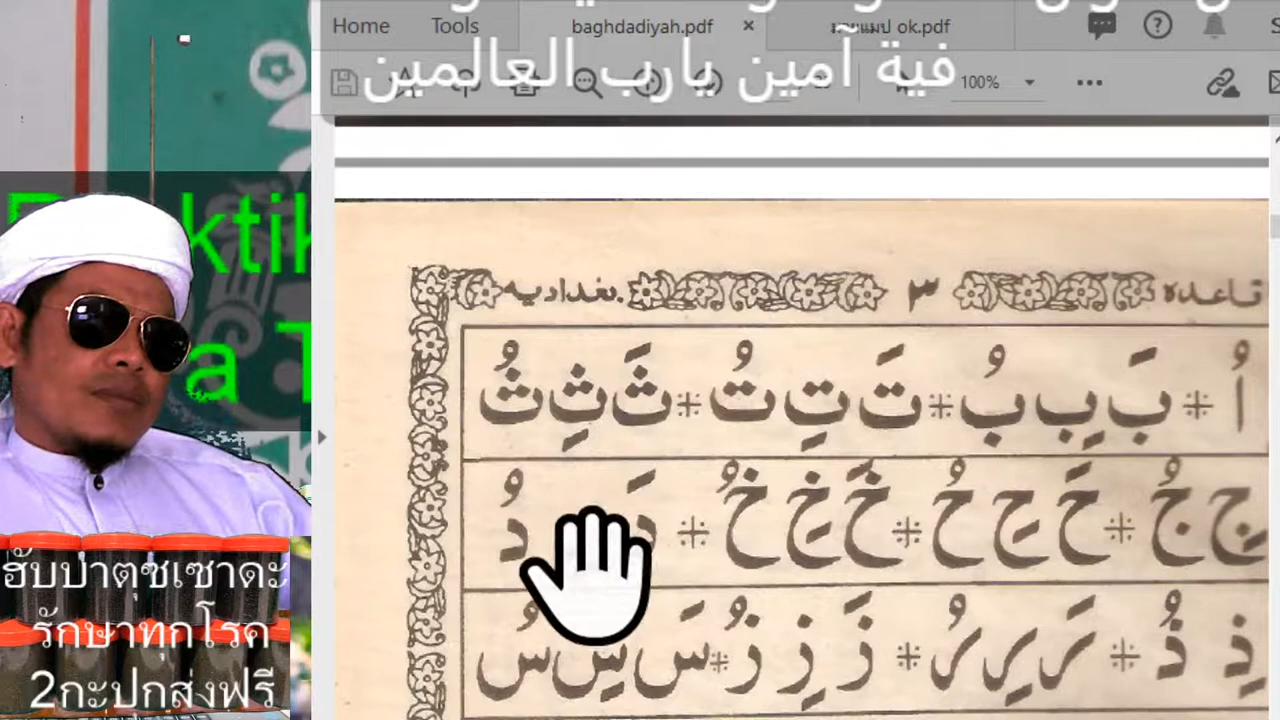 Home Tools baghdadiyah.pdf ok.pdf
فية آمين يارب العالمين
100%
قاعده ٣ بغداديه
اُ * بَ بِ بُ * تَ تِ تُ * ثَ ثِ ثُ
جِ جُ * حَ حِ حُ * خَ خِ خُ * دَ دُ
ذِ ذُ * رَ رِ رُ * زَ زِ زُ * سَ سِ سُ
ktik
a T
ฮับบาตุซเซาดะ
รักษาทุกโรค
2กะปุกส่งฟรี